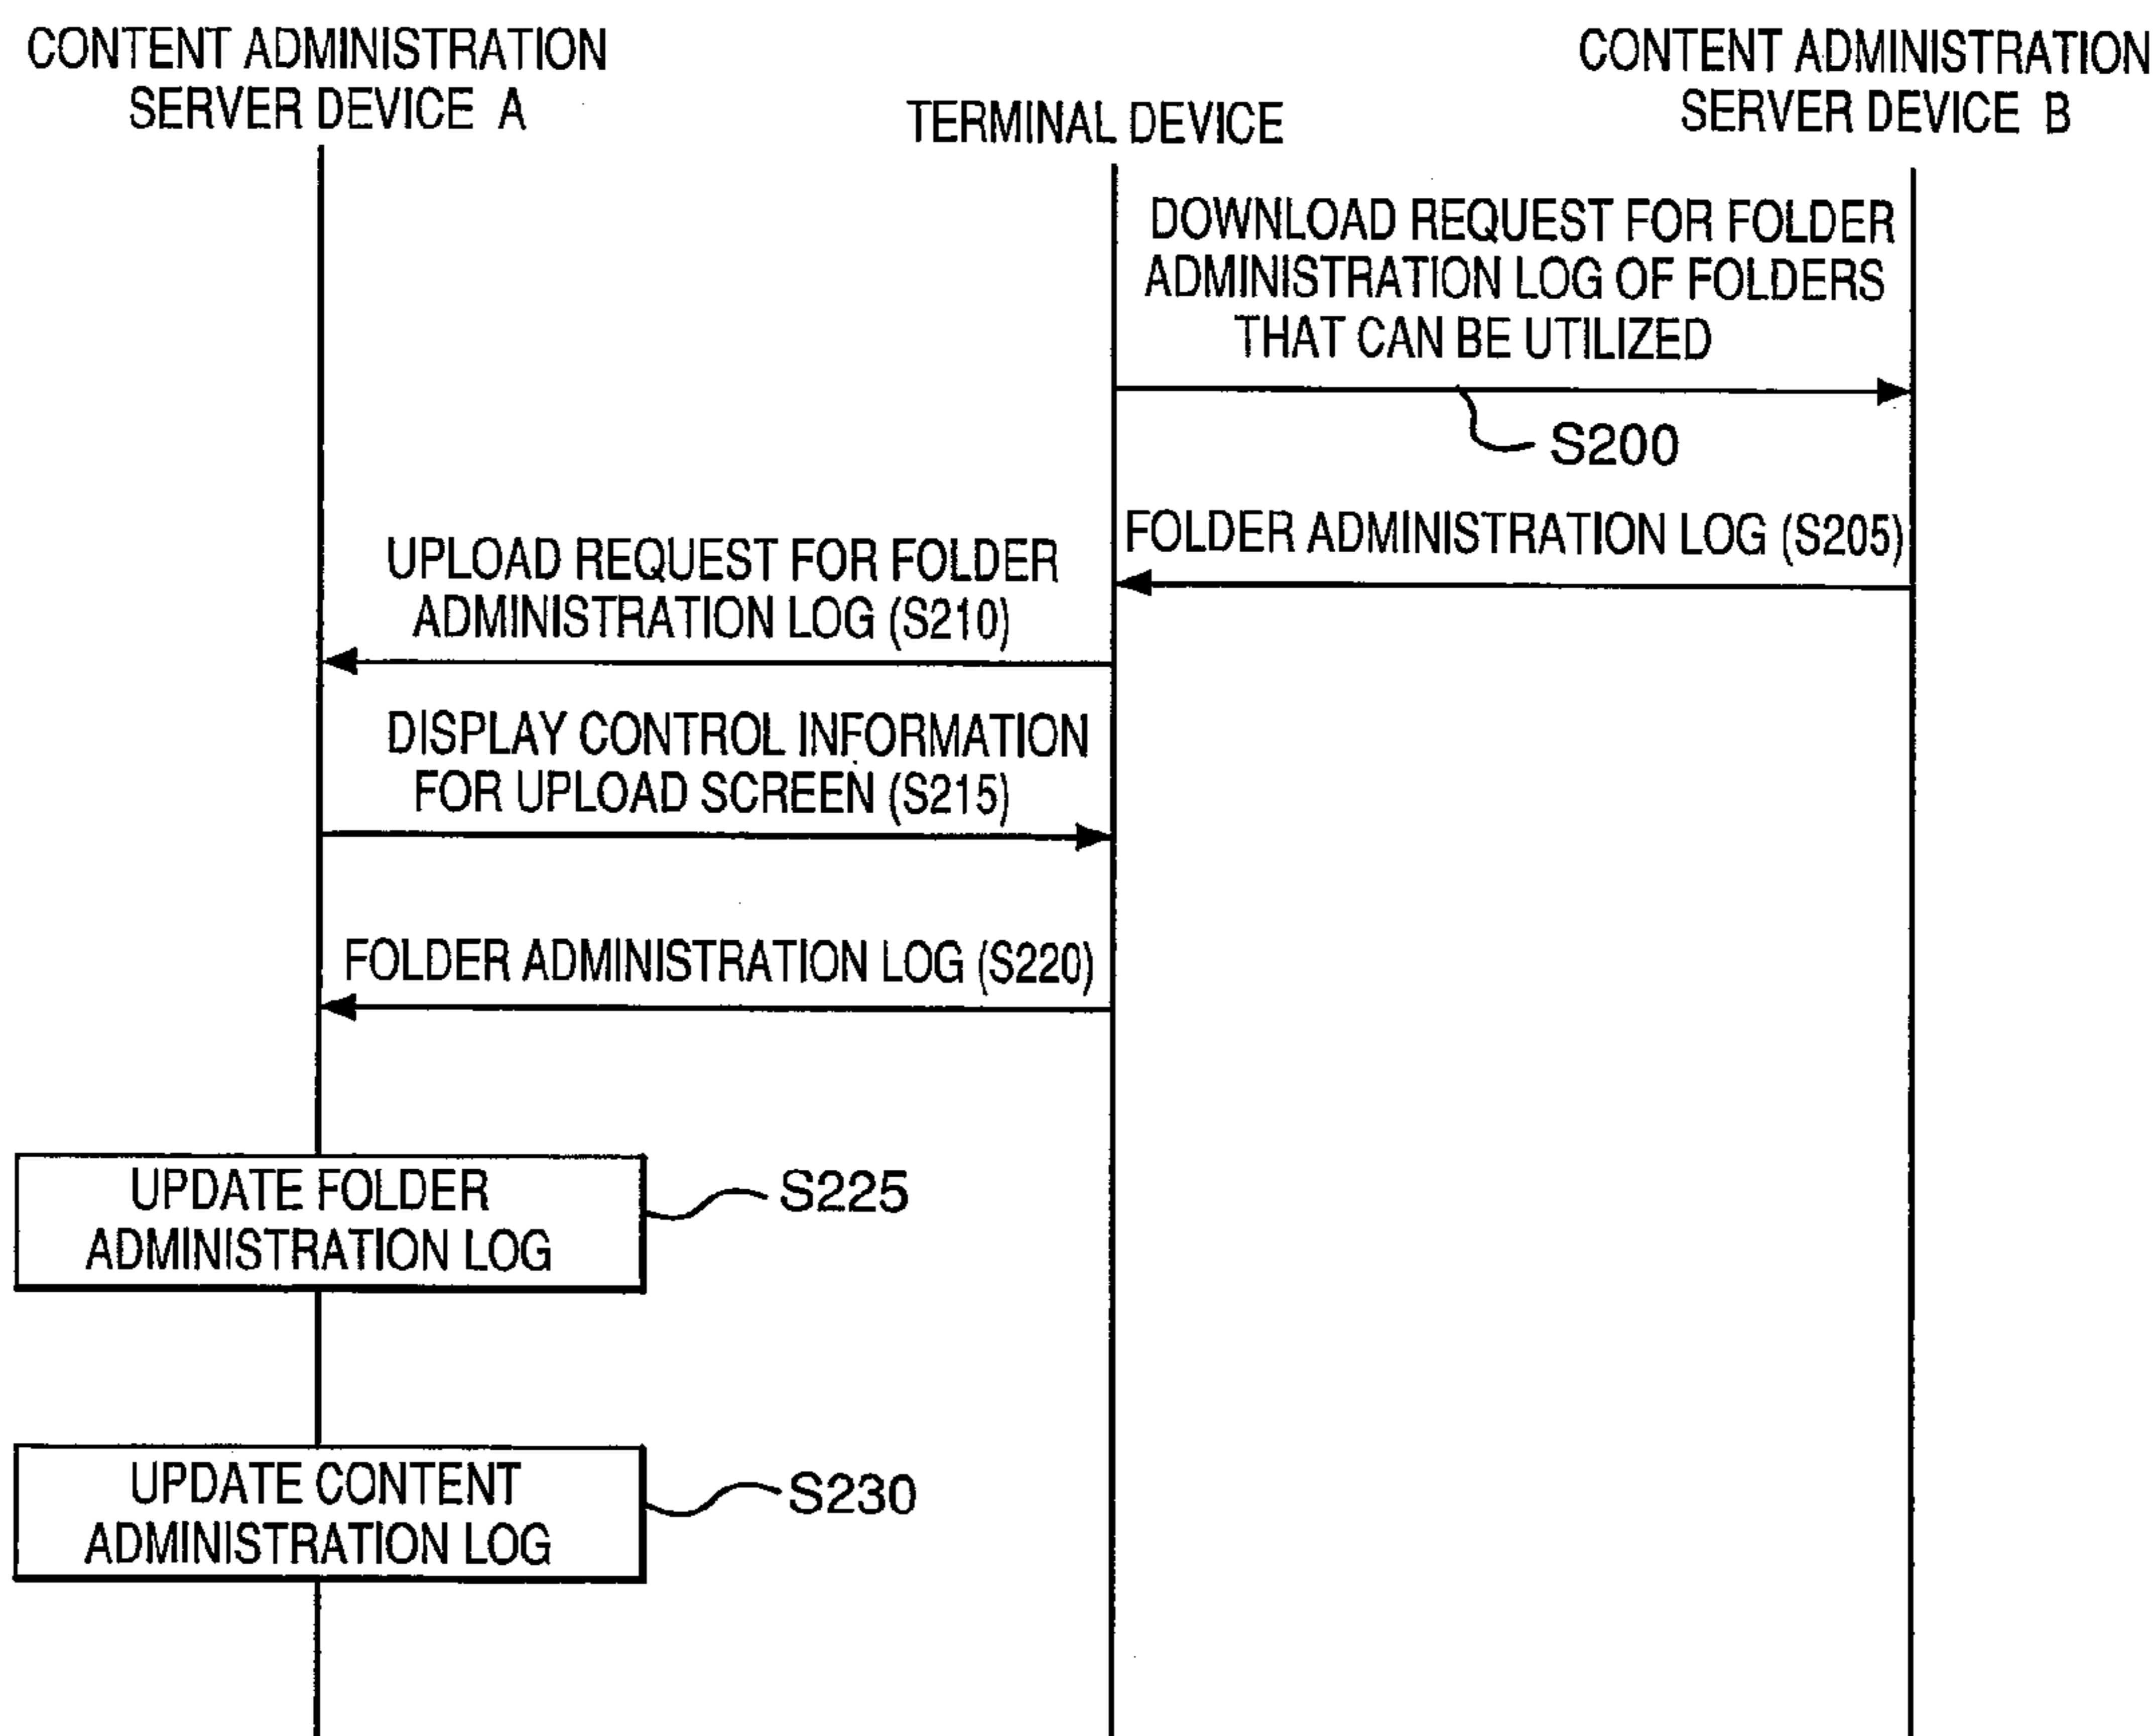 CONTENT ADMINISTRATION
SERVER DEVICE A
TERMINAL DEVICE
CONTENT ADMINISTRATION
SERVER DEVICE B
DOWNLOAD REQUEST FOR FOLDER
ADMINISTRATION LOG OF FOLDERS
THAT CAN BE UTILIZED
S200
FOLDER ADMINISTRATION LOG (S205)
UPLOAD REQUEST FOR FOLDER
ADMINISTRATION LOG (S210)
DISPLAY CONTROL INFORMATION
FOR UPLOAD SCREEN (S215)
FOLDER ADMINISTRATION LOG (S220)
UPDATE FOLDER
ADMINISTRATION LOG
S225
UPDATE CONTENT
ADMINISTRATION LOG
S230